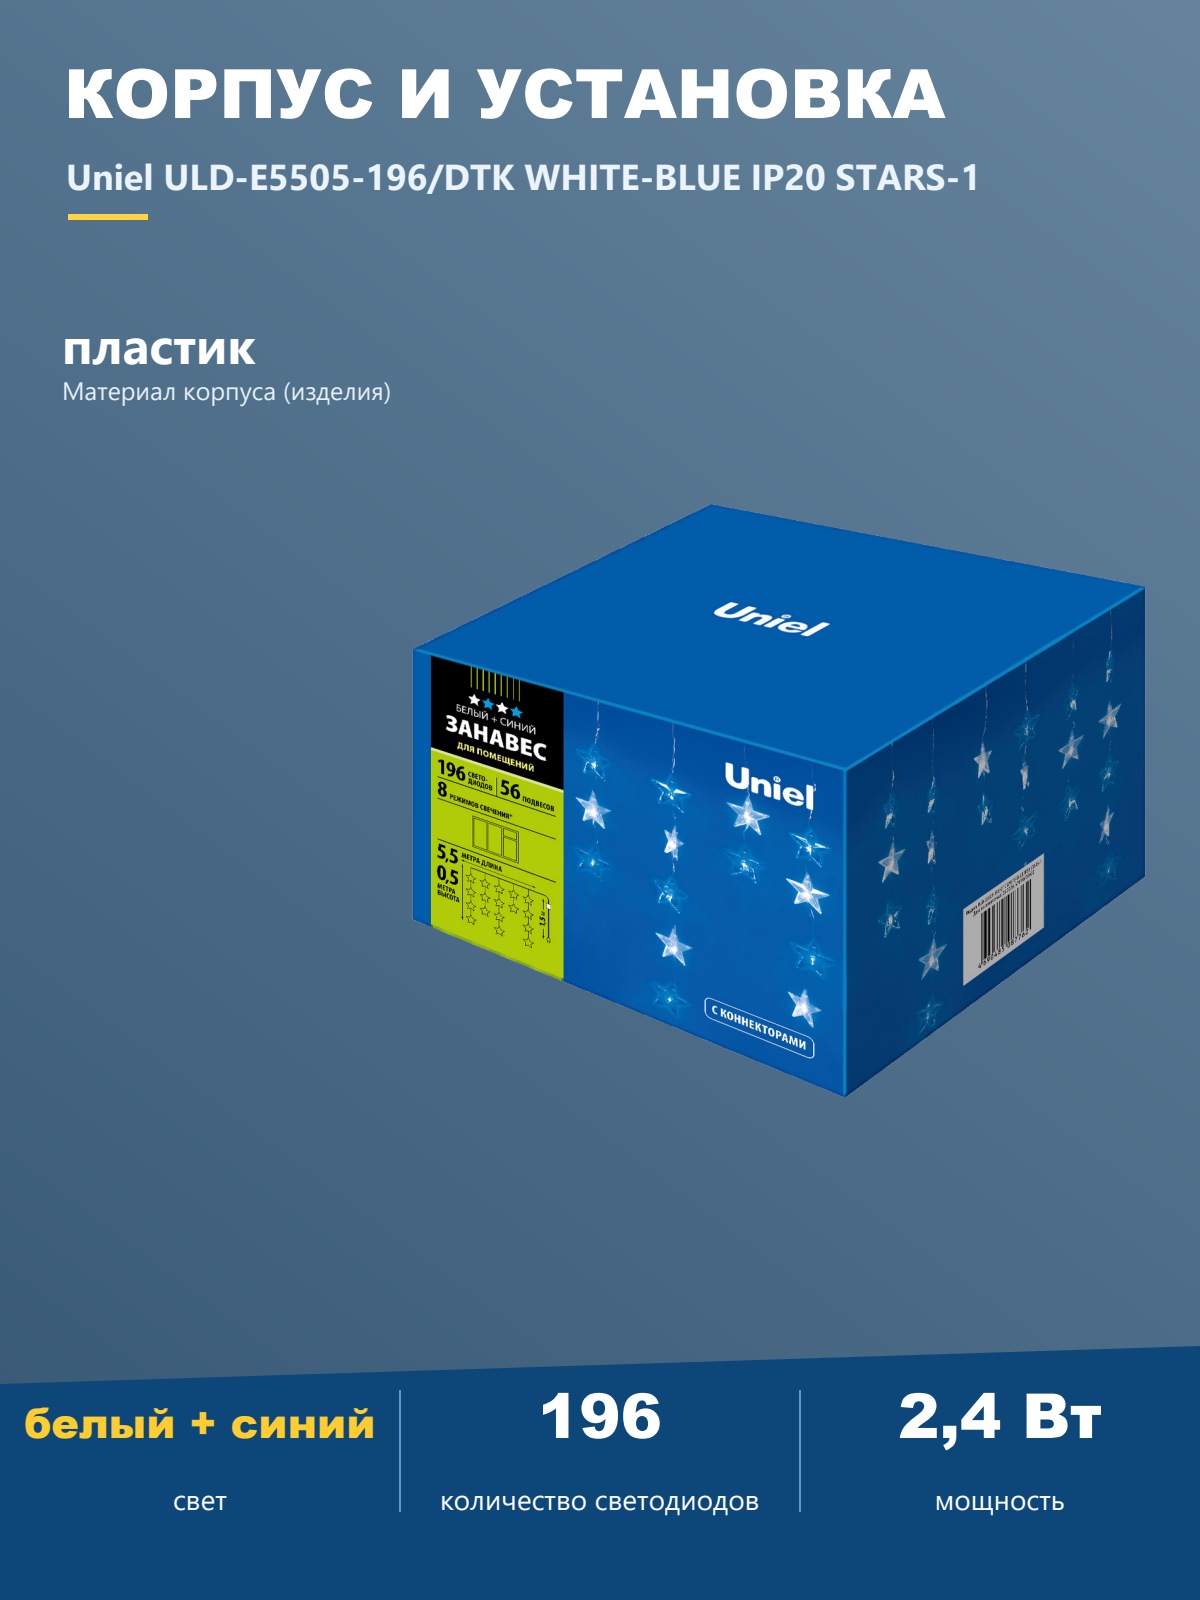 КОРПУС И УСТАНОВКА
Uniel ULD-E5505-196/DTK WHITE-BLUE IP20 STARS-1
пластик
Материал корпуса (изделия)
Uniel
БЕЛЫЙ + СИНИЙ
ЗАНАВЕС
ДЛЯ ПОМЕЩЕНИЙ
196 СВЕТО-ДИОДОВ
56 ПОДВЕСОВ
8 РЕЖИМОВ СВЕЧЕНИЯ*
5,5 МЕТРА ДЛИНА
0,5 МЕТРА ВЫСОТА
1,5 м
Uniel
С КОННЕКТОРАМИ
белый + синий
196
2,4 Вт
свет
количество светодиодов
мощность